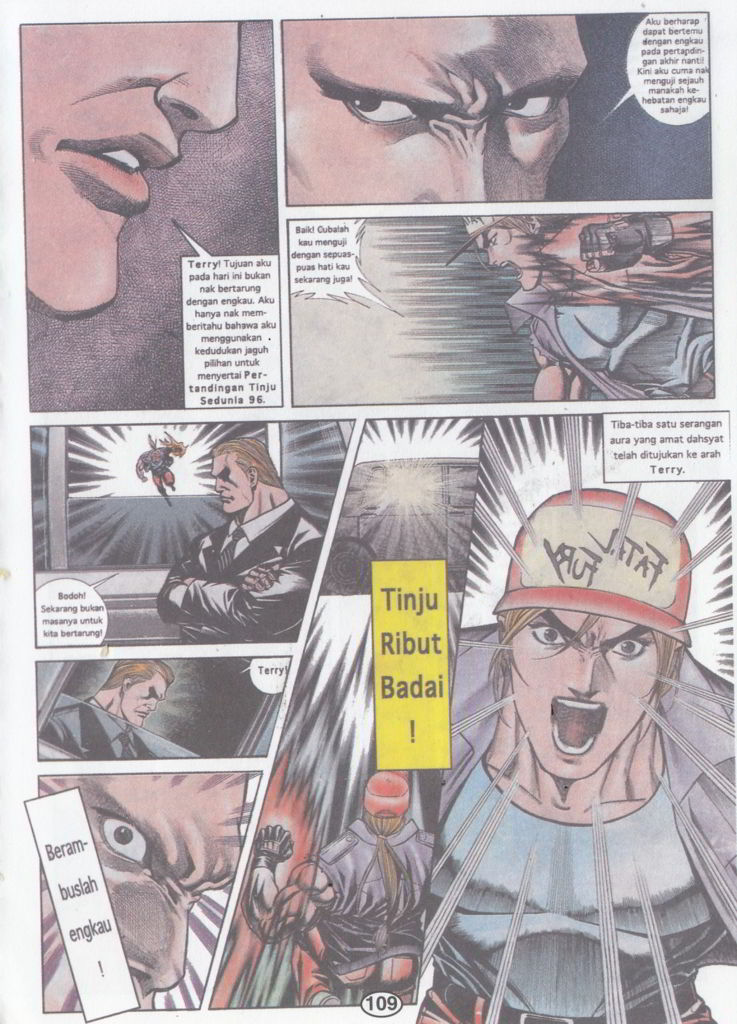 Terry! Tujuan aku
pada hari ini bukan
nak bertarung
dengan engkau. Aku
hanya nak mem-
beritahu bahawa aku
menggunakan
kedudukan jaguh
pilihan untuk
menyertai Per-
tandingan Tinju
Sedunia 96.
Aku berharap
dapat bertemu
dengan engkau
pada pertandin-
gan akhir nanti!
Kini aku cuma nak
menguji sejauh
manakah ke-
hebatan engkau
sahaja!
Baik! Cubalah
kau menguji
dengan sepuas-
puas hati kau
sekarang juga!
Bodoh!
Sekarang bukan
masanya untuk
kita bertarung!
Terry!
Beram-
buslah
engkau
!
Tinju
Ribut
Badai
!
Tiba-tiba satu serangan
aura yang amat dahsyat
telah ditujukan ke arah
Terry.
FATAL
FURY
109